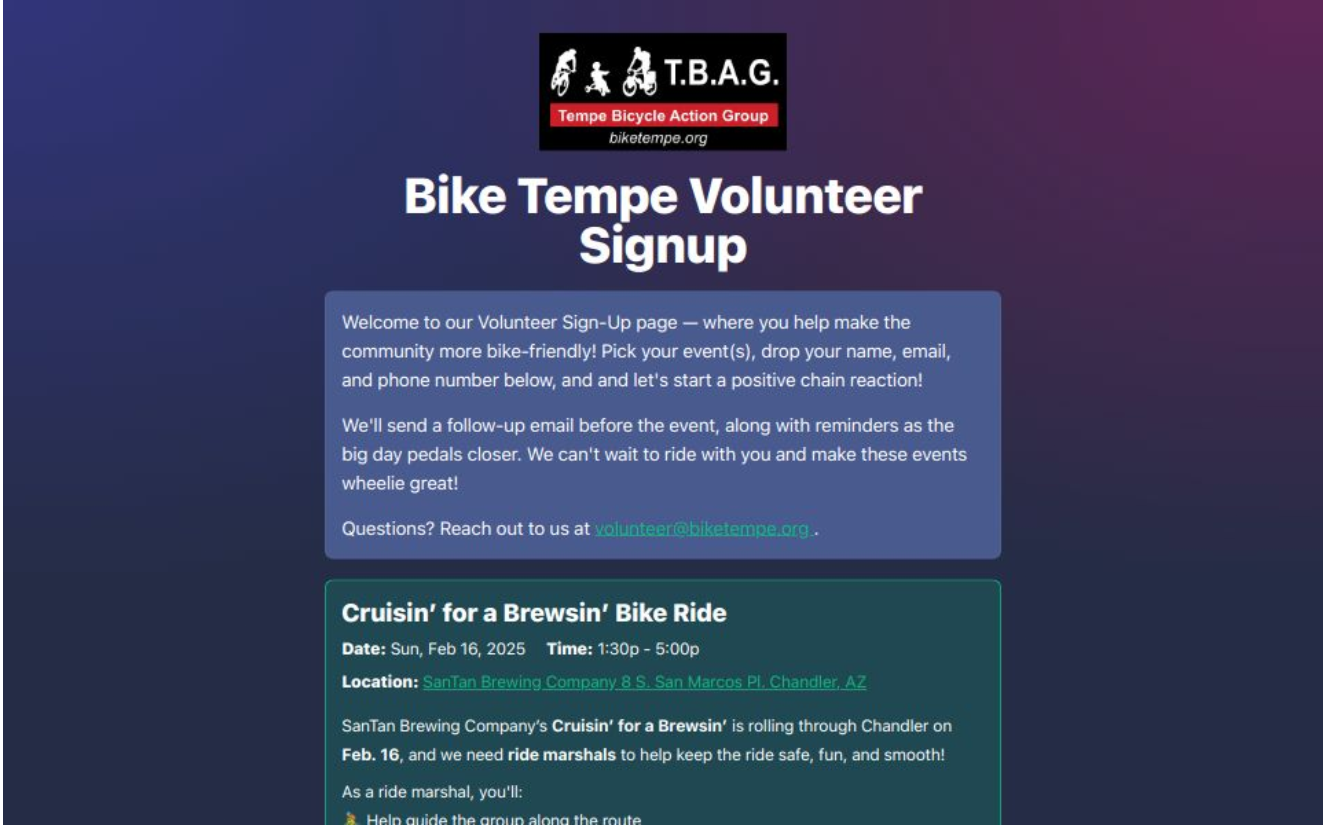 T.B.A.G.
Tempe Bicycle Action Group
biketempe.org
Bike Tempe Volunteer
Signup
Welcome to our Volunteer Sign-Up page — where you help make the
community more bike-friendly! Pick your event(s), drop your name, email,
and phone number below, and and let's start a positive chain reaction!
We'll send a follow-up email before the event, along with reminders as the
big day pedals closer. We can't wait to ride with you and make these events
wheelie great!
Questions? Reach out to us at volunteer@biketempe.org .
Cruisin’ for a Brewsin’ Bike Ride
Date: Sun, Feb 16, 2025 Time: 1:30p - 5:00p
Location: SanTan Brewing Company 8 S. San Marcos Pl. Chandler, AZ
SanTan Brewing Company’s Cruisin’ for a Brewsin’ is rolling through Chandler on
Feb. 16, and we need ride marshals to help keep the ride safe, fun, and smooth!
As a ride marshal, you'll:
🚴 Help guide the group along the route